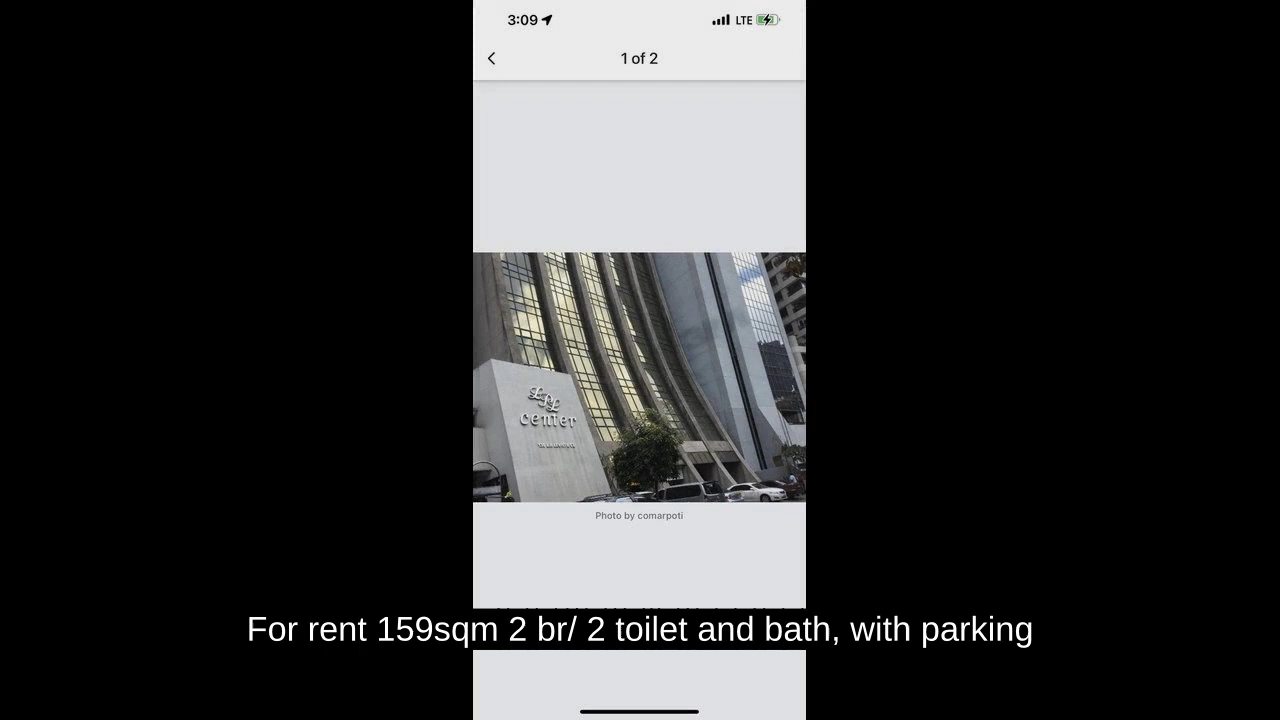 3:09
LTE
1 of 2
LPL
center
Photo by comarpoti
For rent 159sqm 2 br/ 2 toilet and bath, with parking